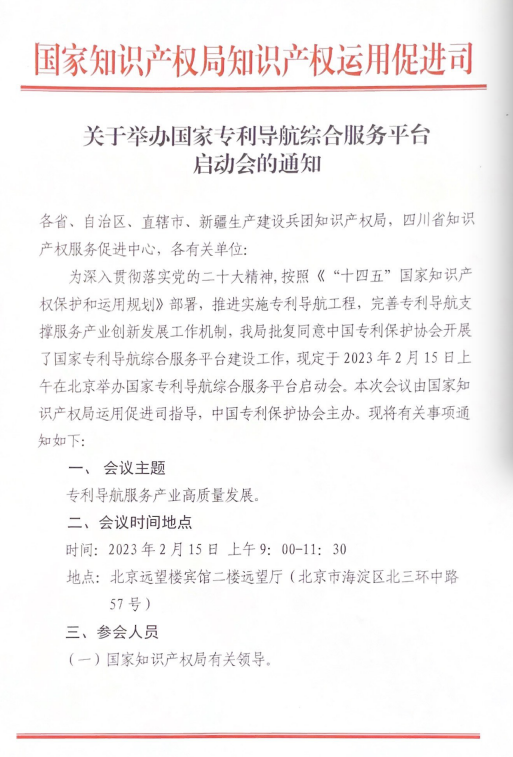 国家知识产权局知识产权运用促进司
关于举办国家专利导航综合服务平台
启动会的通知
各省、自治区、直辖市、新疆生产建设兵团知识产权局，四川省知识
产权服务促进中心，各有关单位：
为深入贯彻落实党的二十大精神,按照《“十四五”国家知识产
权保护和运用规划》部署，推进实施专利导航工程，完善专利导航支
撑服务产业创新发展工作机制，我局批复同意中国专利保护协会开展
了国家专利导航综合服务平台建设工作，现定于 2023 年 2 月 15 日上
午在北京举办国家专利导航综合服务平台启动会。本次会议由国家知
识产权局运用促进司指导，中国专利保护协会主办。现将有关事项通
知如下：
一、 会议主题
专利导航服务产业高质量发展。
二、会议时间地点
时间：2023 年 2 月 15 日 上午 9：00-11：30
地点：北京远望楼宾馆二楼远望厅（北京市海淀区北三环中路
57 号）
三、参会人员
（一）国家知识产权局有关领导。